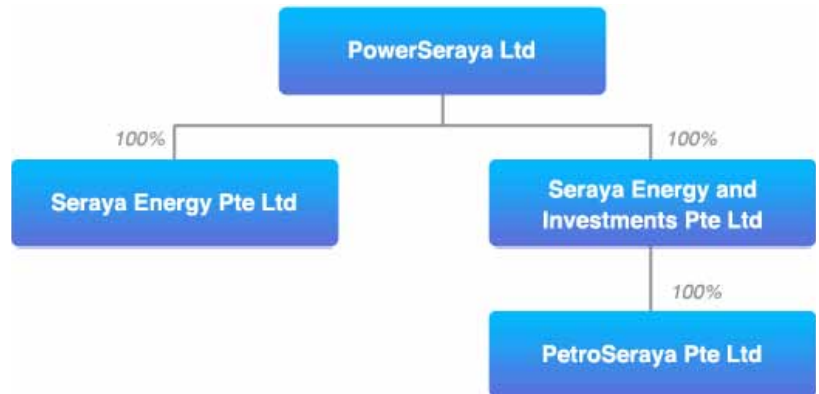 PowerSeraya Ltd
100%
100%
Seraya Energy Pte Ltd
Seraya Energy and
Investments Pte Ltd
100%
PetroSeraya Pte Ltd